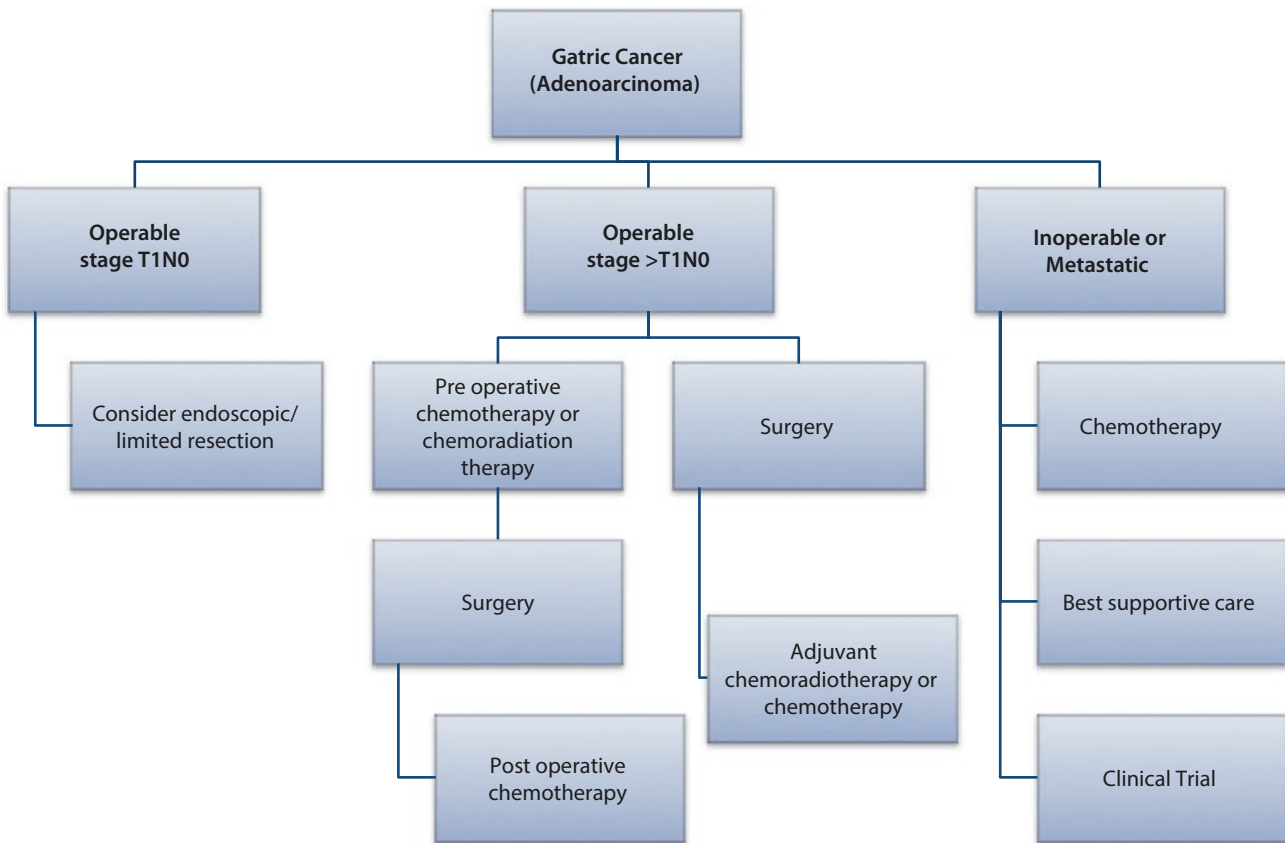 Gatric Cancer
(Adenoarcinoma)
Operable
stage T1N0
Operable
stage >T1N0
Inoperable or
Metastatic
Consider endoscopic/
limited resection
Pre operative
chemotherapy or
chemoradiation
therapy
Surgery
Chemotherapy
Surgery
Best supportive care
Adjuvant
chemoradiotherapy or
chemotherapy
Post operative
chemotherapy
Clinical Trial